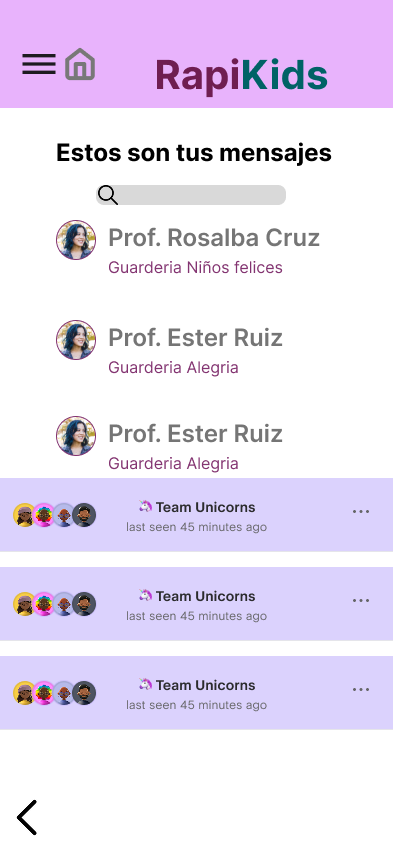 RapiKids
Estos son tus mensajes
Prof. Rosalba Cruz
Guarderia Niños felices
Prof. Ester Ruiz
Guarderia Alegria
Prof. Ester Ruiz
Guarderia Alegria
🦄 Team Unicorns
last seen 45 minutes ago
🦄 Team Unicorns
last seen 45 minutes ago
🦄 Team Unicorns
last seen 45 minutes ago